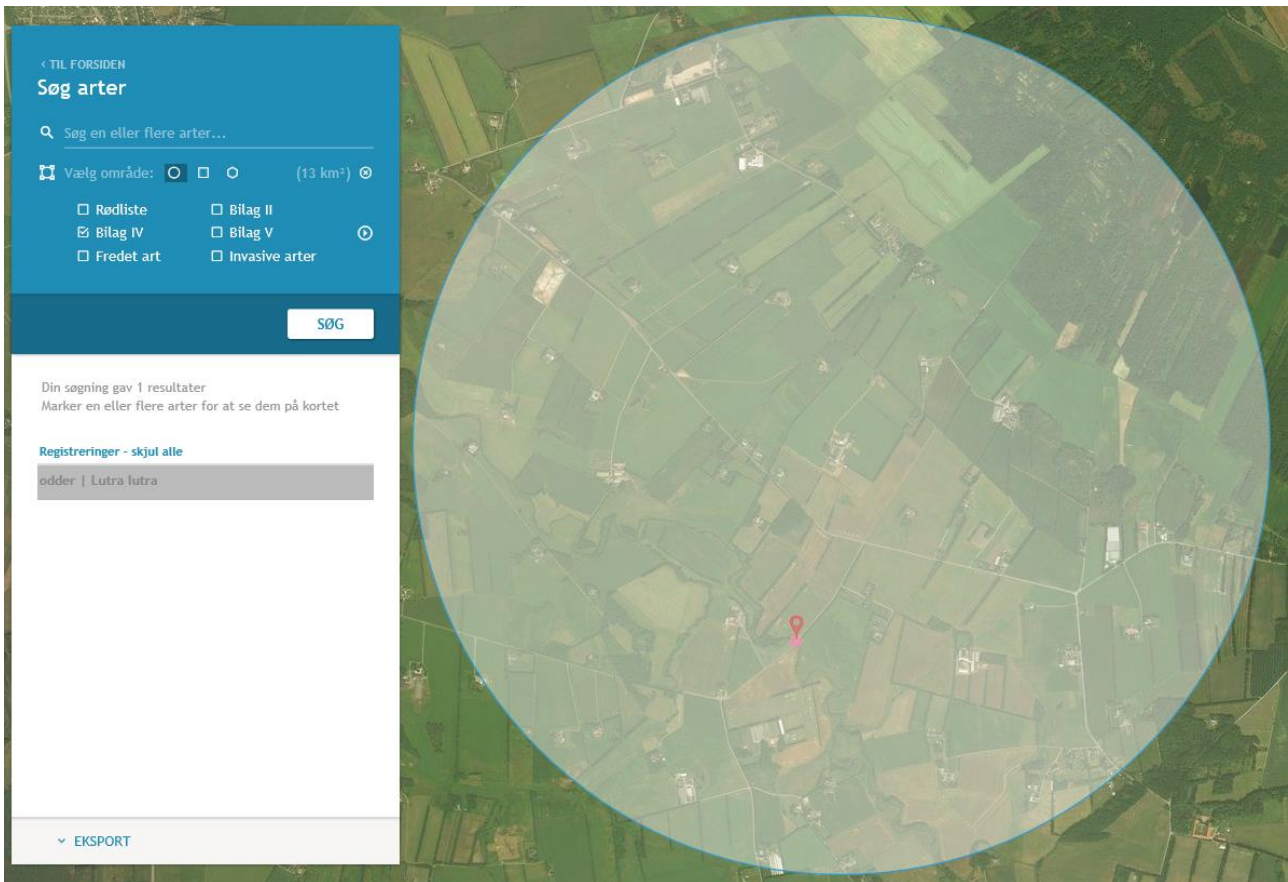 ‹ TIL FORSIDEN
Søg arter
Søg en eller flere arter...
Vælg område: (13 km²)
Rødliste Bilag II
Bilag IV Bilag V
Fredet art Invasive arter
SØG
Din søgning gav 1 resultater
Marker en eller flere arter for at se dem på kortet
Registreringer - skjul alle
odder | Lutra lutra
EKSPORT